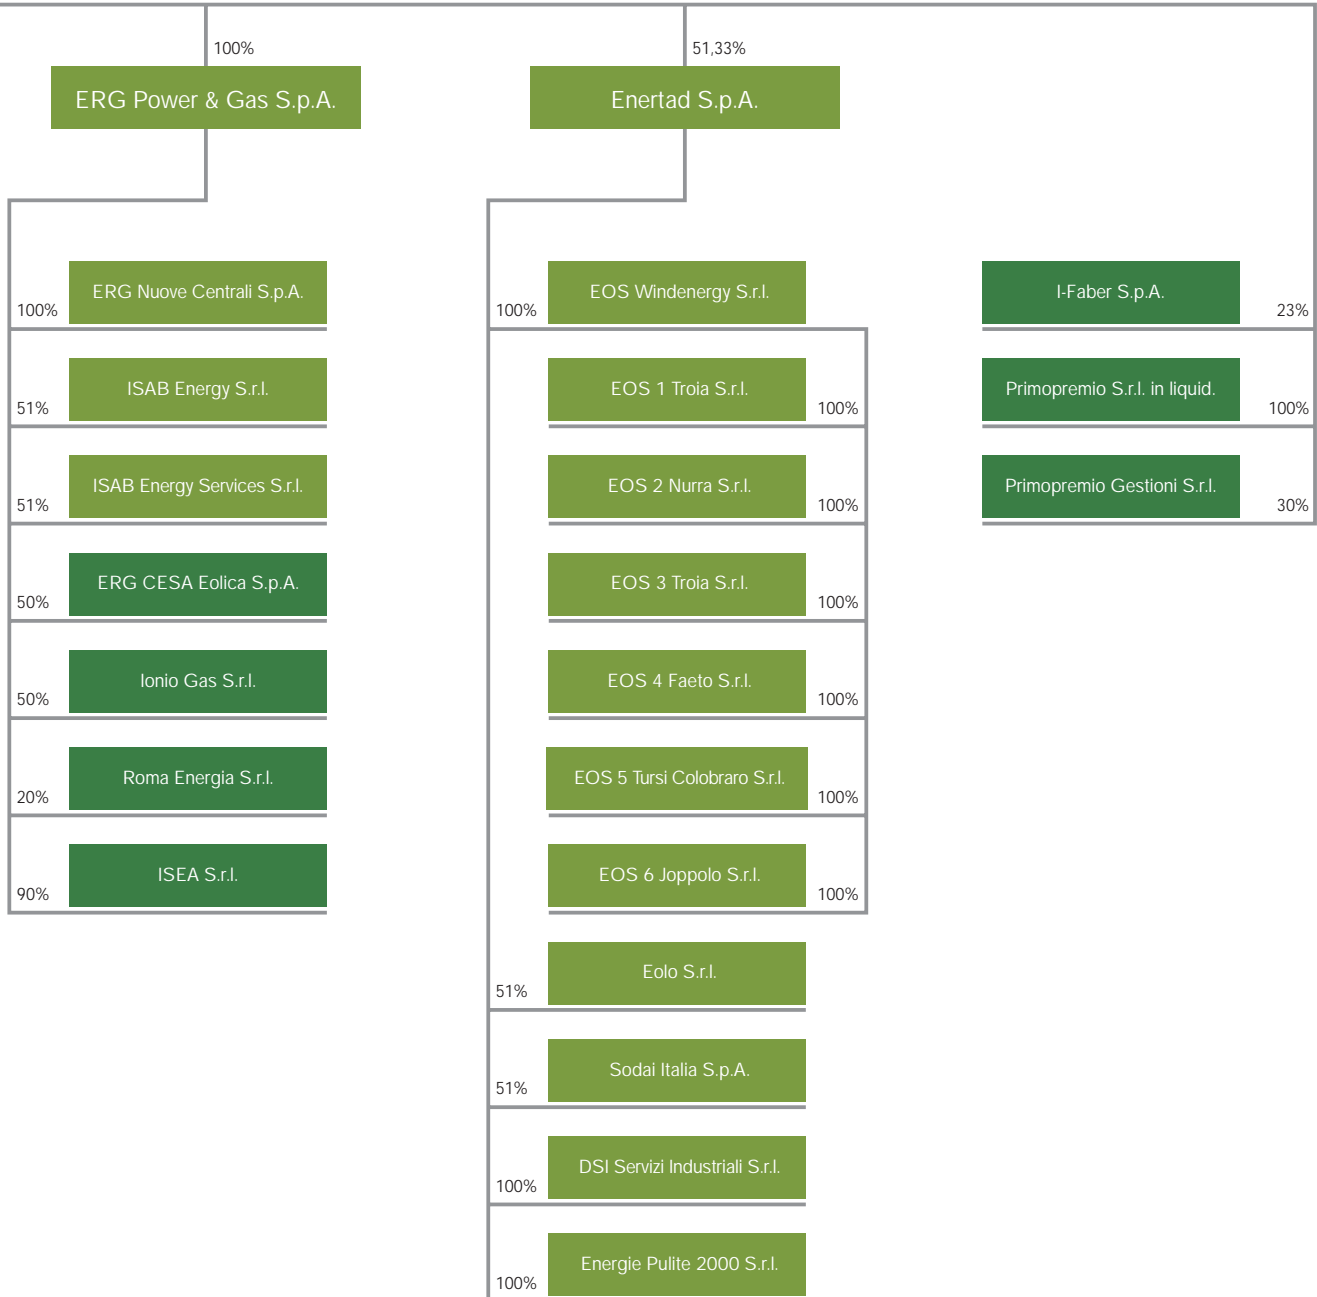 100%
ERG Power & Gas S.p.A.
51,33%
Enertad S.p.A.
ERG Nuove Centrali S.p.A.
100%
ISAB Energy S.r.l.
51%
ISAB Energy Services S.r.l.
51%
ERG CESA Eolica S.p.A.
50%
Ionio Gas S.r.l.
50%
Roma Energia S.r.l.
20%
ISEA S.r.l.
90%
EOS Windenergy S.r.l.
100%
EOS 1 Troia S.r.l.
100%
EOS 2 Nurra S.r.l.
100%
EOS 3 Troia S.r.l.
100%
EOS 4 Faeto S.r.l.
100%
EOS 5 Tursi Colobraro S.r.l.
100%
EOS 6 Joppolo S.r.l.
100%
Eolo S.r.l.
51%
Sodai Italia S.p.A.
51%
DSI Servizi Industriali S.r.l.
100%
Energie Pulite 2000 S.r.l.
100%
I-Faber S.p.A.
23%
Primopremio S.r.l. in liquid.
100%
Primopremio Gestioni S.r.l.
30%